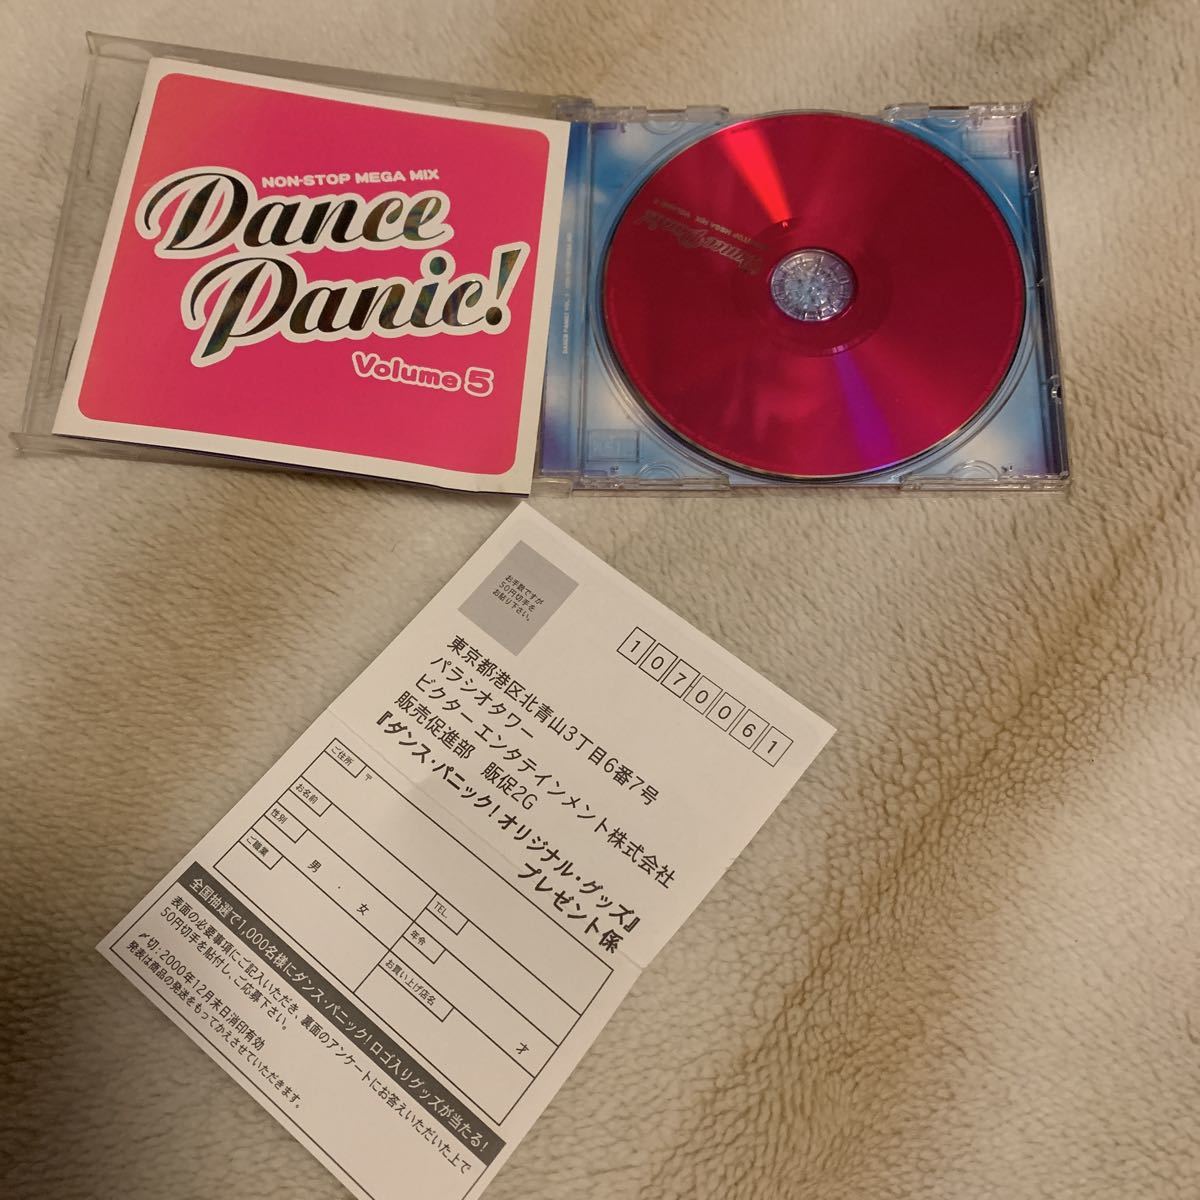 NON-STOP MEGA MIX
Dance
Panic!
Volume 5
お手数ですが
50円切手を
お貼り下さい。
1070061
東京都港区北青山3丁目6番7号
パラシオタワー
ビクターエンタテインメント株式会社
販売促進部 販促2G
『ダンス・パニック!オリジナル・グッズ』
プレゼント係
ご住所 〒
お名前
TEL.
性別 男・女
年令 才
ご職業
お買い上げ店名
全国抽選で1,000名様にダンス・パニック!ロゴ入りグッズが当たる!
表面の必要事項にご記入いただき、裏面のアンケートにお答えいただいた上で
50円切手を貼付し、ご応募下さい。
〆切:2000年12月末日消印有効
発表は商品の発送をもってかえさせていただきます。